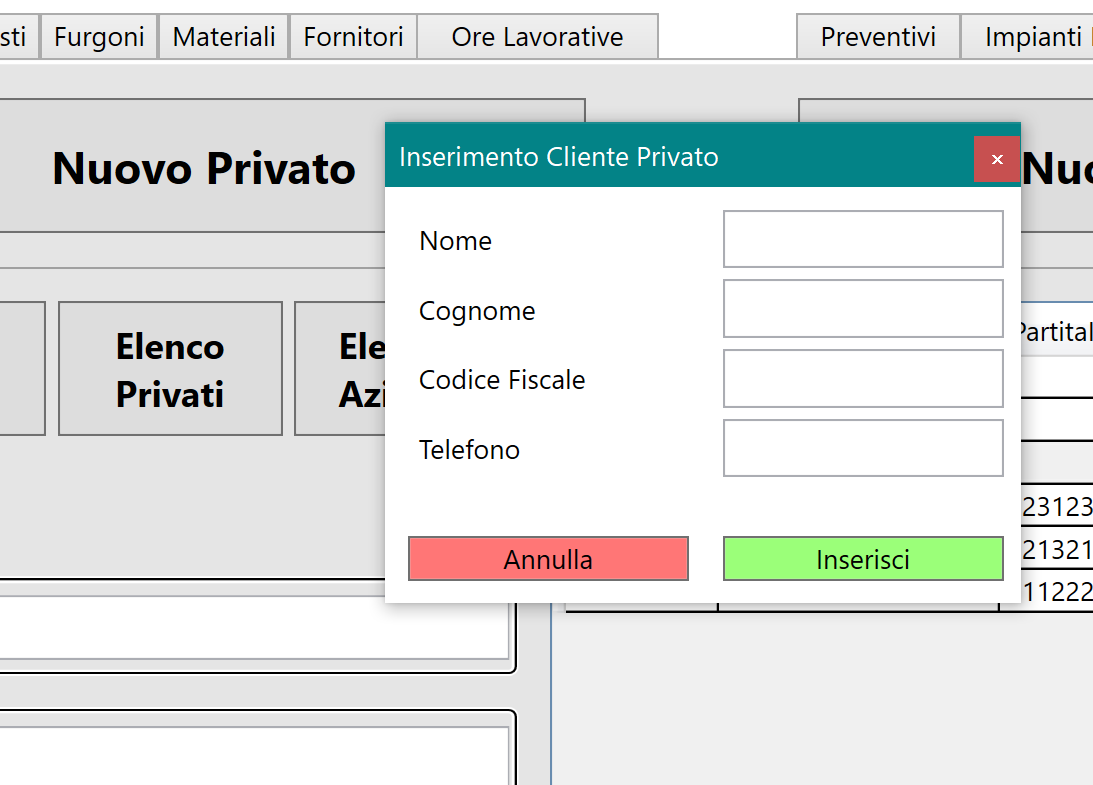 sti
Furgoni
Materiali
Fornitori
Ore Lavorative
Preventivi
Impianti
Nuovo Privato
Inserimento Cliente Privato
×
Nome
Cognome
Codice Fiscale
Telefono
Annulla
Inserisci
Elenco
Privati
Ele
Azi
Nuo
23123
21321
11222